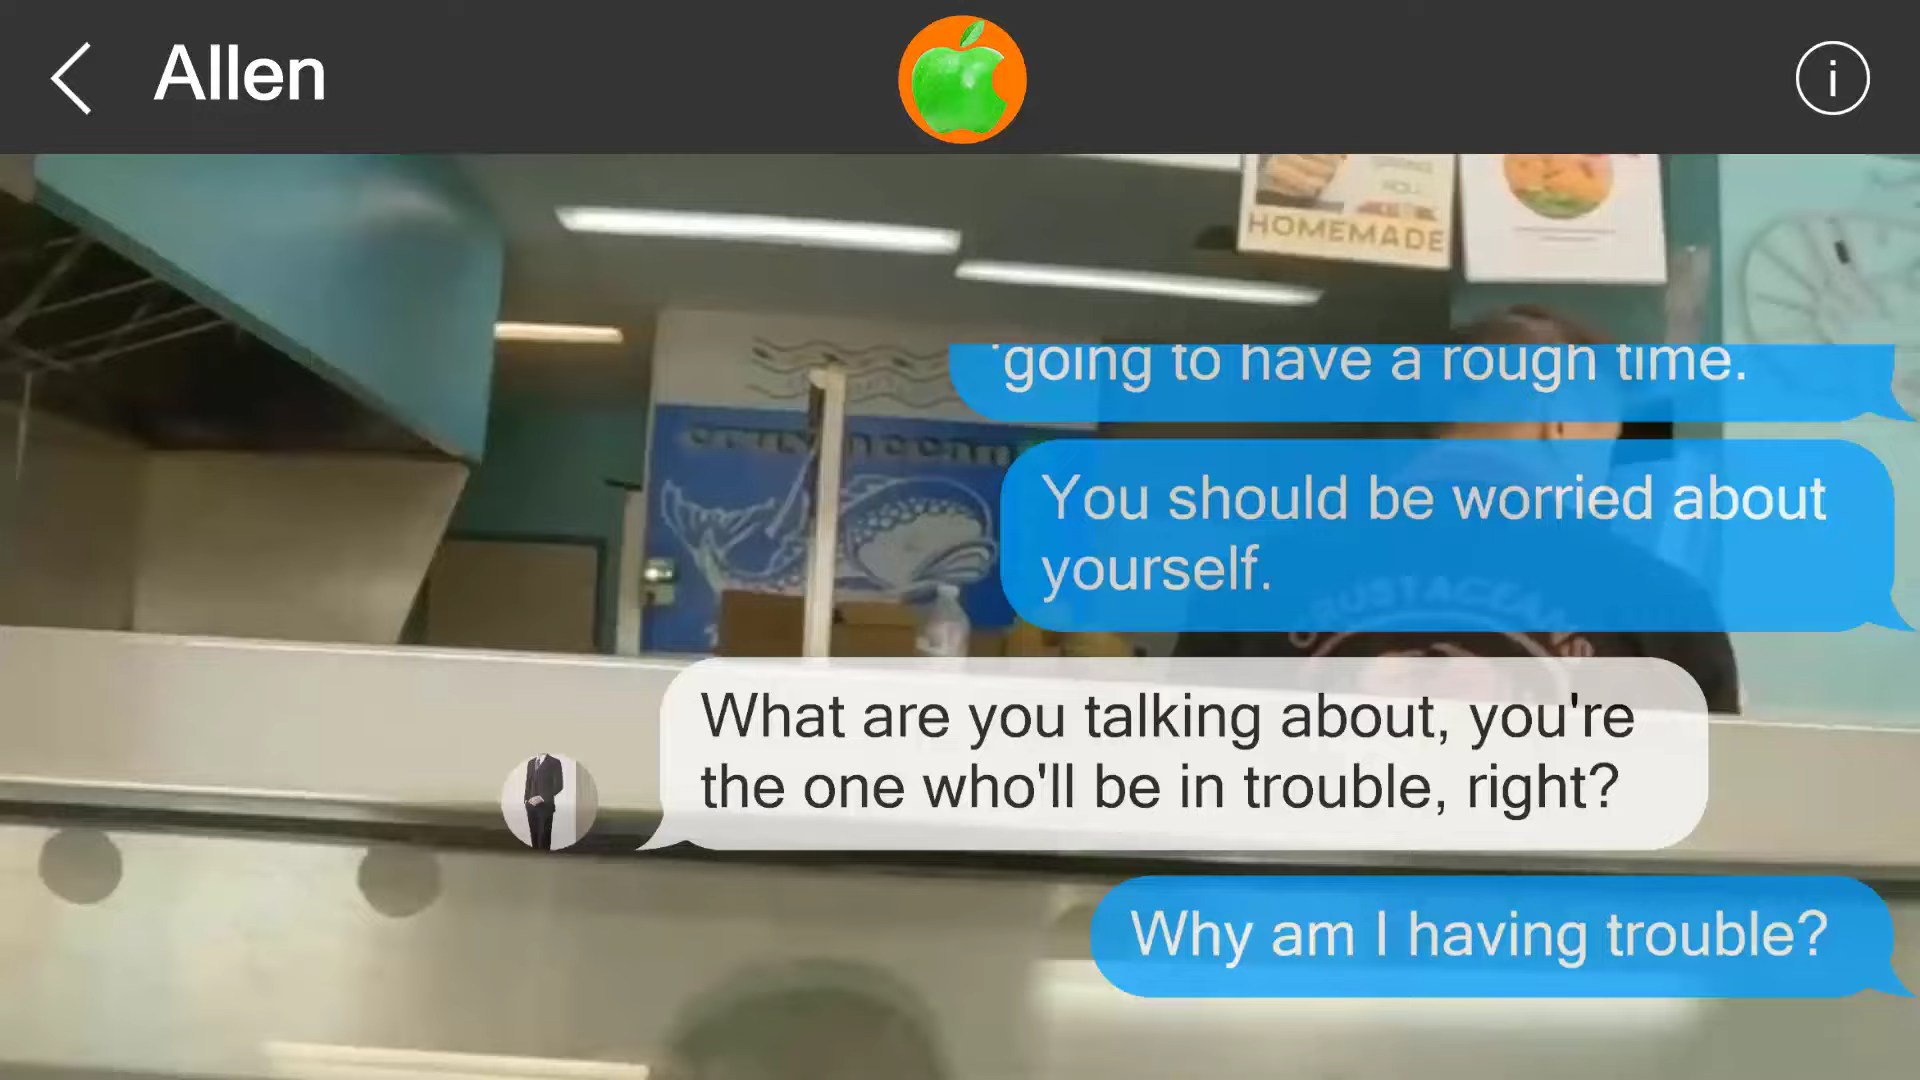 Allen
i
HOMEMADE
going to have a rough time.
You should be worried about
yourself.
CRUSTACEANS
What are you talking about, you're
the one who'll be in trouble, right?
Why am I having trouble?